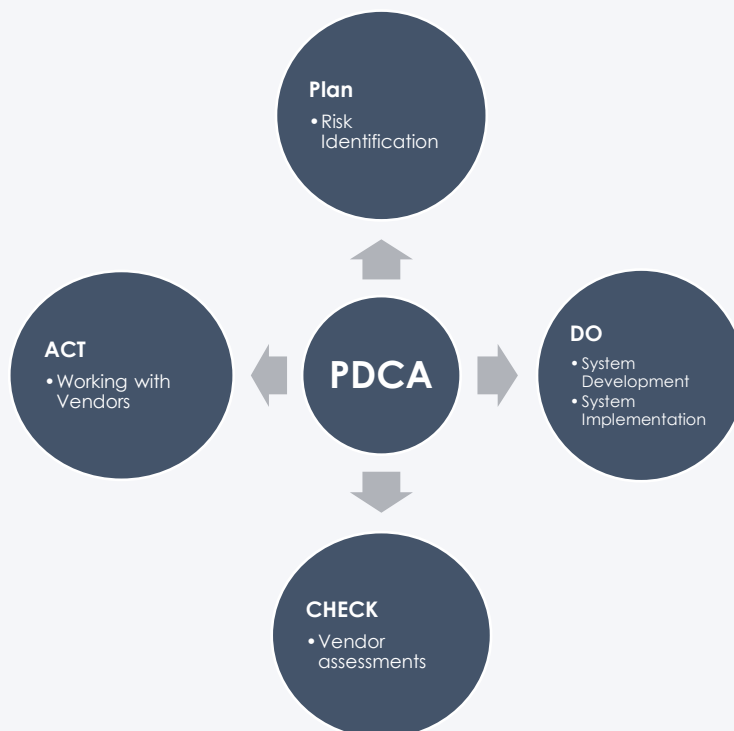 Plan
• Risk
Identification
ACT
• Working with
Vendors
PDCA
DO
• System
Development
• System
Implementation
CHECK
• Vendor
assessments